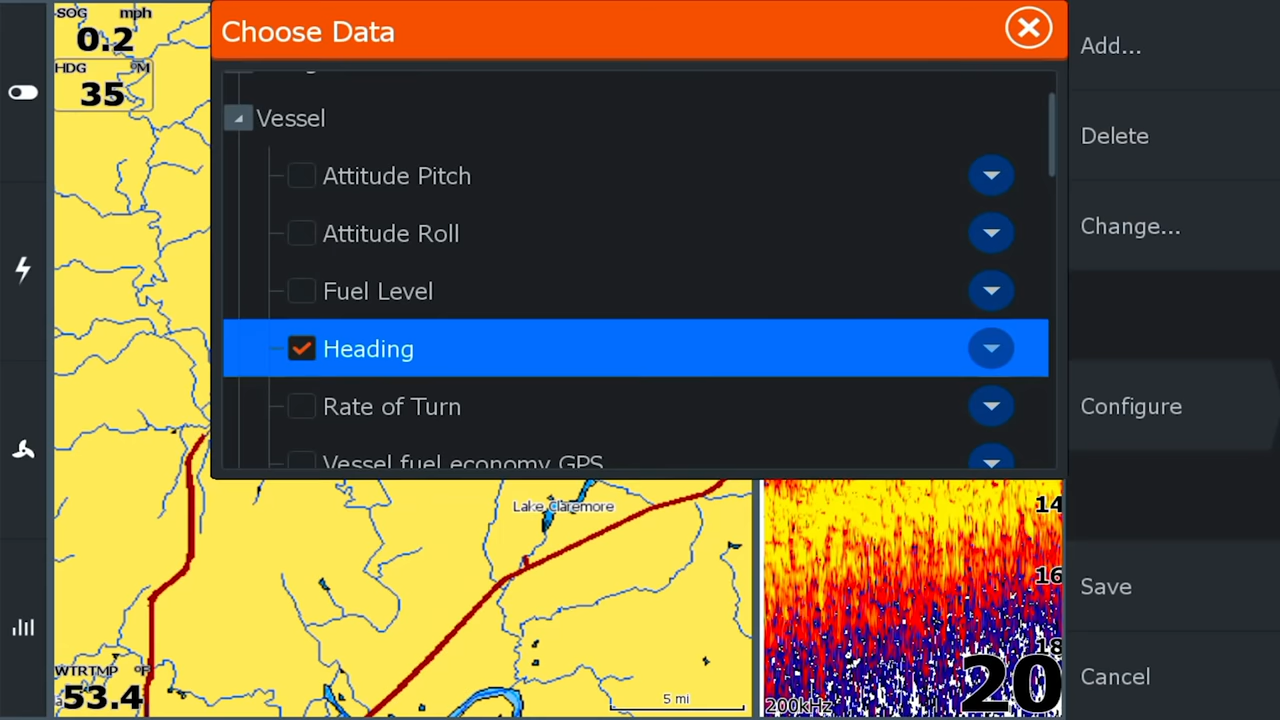 SOG mph
0.2
HDG °M
35
Choose Data
Vessel
Attitude Pitch
Attitude Roll
Fuel Level
Heading
Rate of Turn
Vessel fuel economy GPS
Add...
Delete
Change...
Configure
Save
Cancel
Lake Claremore
WTRTMP °F
53.4
5 mi
14
16
18
20
200kHz